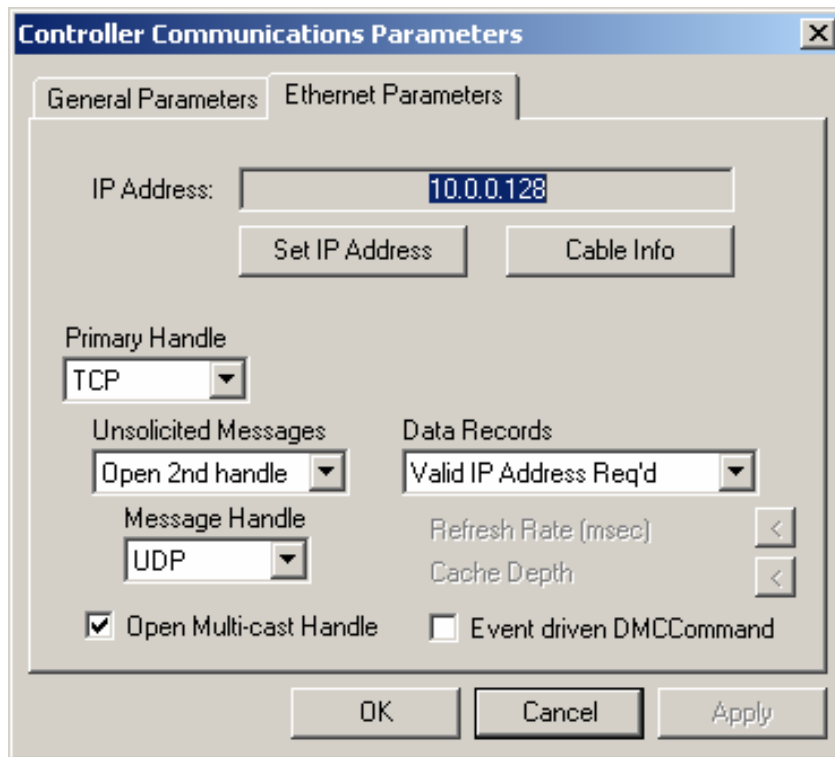 Controller Communications Parameters
General Parameters
Ethernet Parameters
IP Address:
10.0.0.128
Set IP Address
Cable Info
Primary Handle
TCP
Unsolicited Messages
Data Records
Open 2nd handle
Valid IP Address Req'd
Message Handle
Refresh Rate (msec)
<
UDP
Cache Depth
<
Open Multi-cast Handle
Event driven DMCCommand
OK
Cancel
Apply